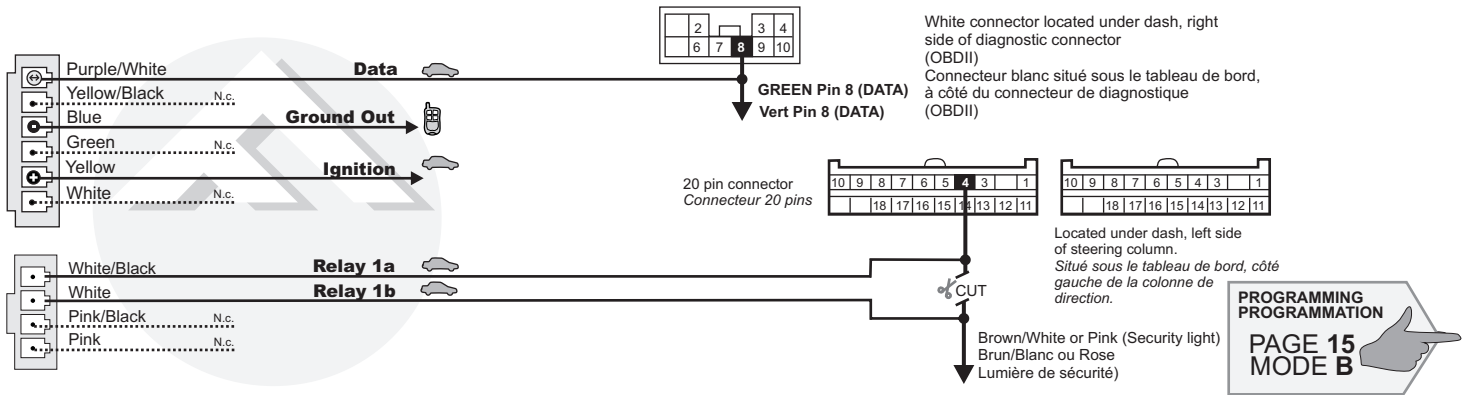 2 3 4
6 7 8 9 10
White connector located under dash, right
side of diagnostic connector
(OBDII)
Connecteur blanc situé sous le tableau de bord,
à côté du connecteur de diagnostique
(OBDII)
GREEN Pin 8 (DATA)
Vert Pin 8 (DATA)
Purple/White Data
Yellow/Black N.c.
Blue Ground Out
Green N.c.
Yellow Ignition
White N.c.
20 pin connector
Connecteur 20 pins
10 9 8 7 6 5 4 3 1
18 17 16 15 14 13 12 11
10 9 8 7 6 5 4 3 1
18 17 16 15 14 13 12 11
Located under dash, left side
of steering column.
Situé sous le tableau de bord, côté
gauche de la colonne de
direction.
White/Black Relay 1a
White Relay 1b
Pink/Black N.c.
Pink N.c.
CUT
Brown/White or Pink (Security light)
Brun/Blanc ou Rose
Lumière de sécurité)
PROGRAMMING
PROGRAMMATION
PAGE 15
MODE B